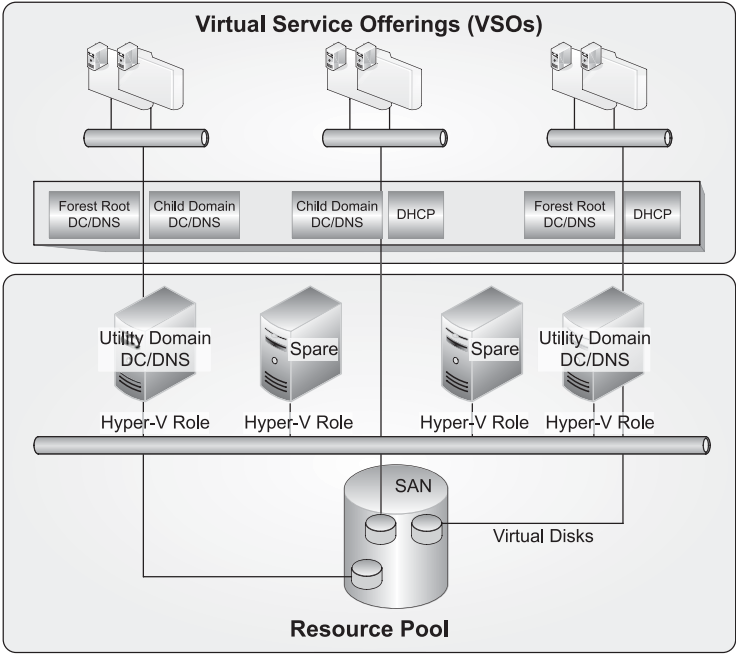 Virtual Service Offerings (VSOs)
Forest Root
DC/DNS
Child Domain
DC/DNS
Child Domain
DC/DNS
DHCP
Forest Root
DC/DNS
DHCP
Utility Domain
DC/DNS
Spare
Spare
Utility Domain
DC/DNS
Hyper-V Role
Hyper-V Role
Hyper-V Role
Hyper-V Role
SAN
Virtual Disks
Resource Pool